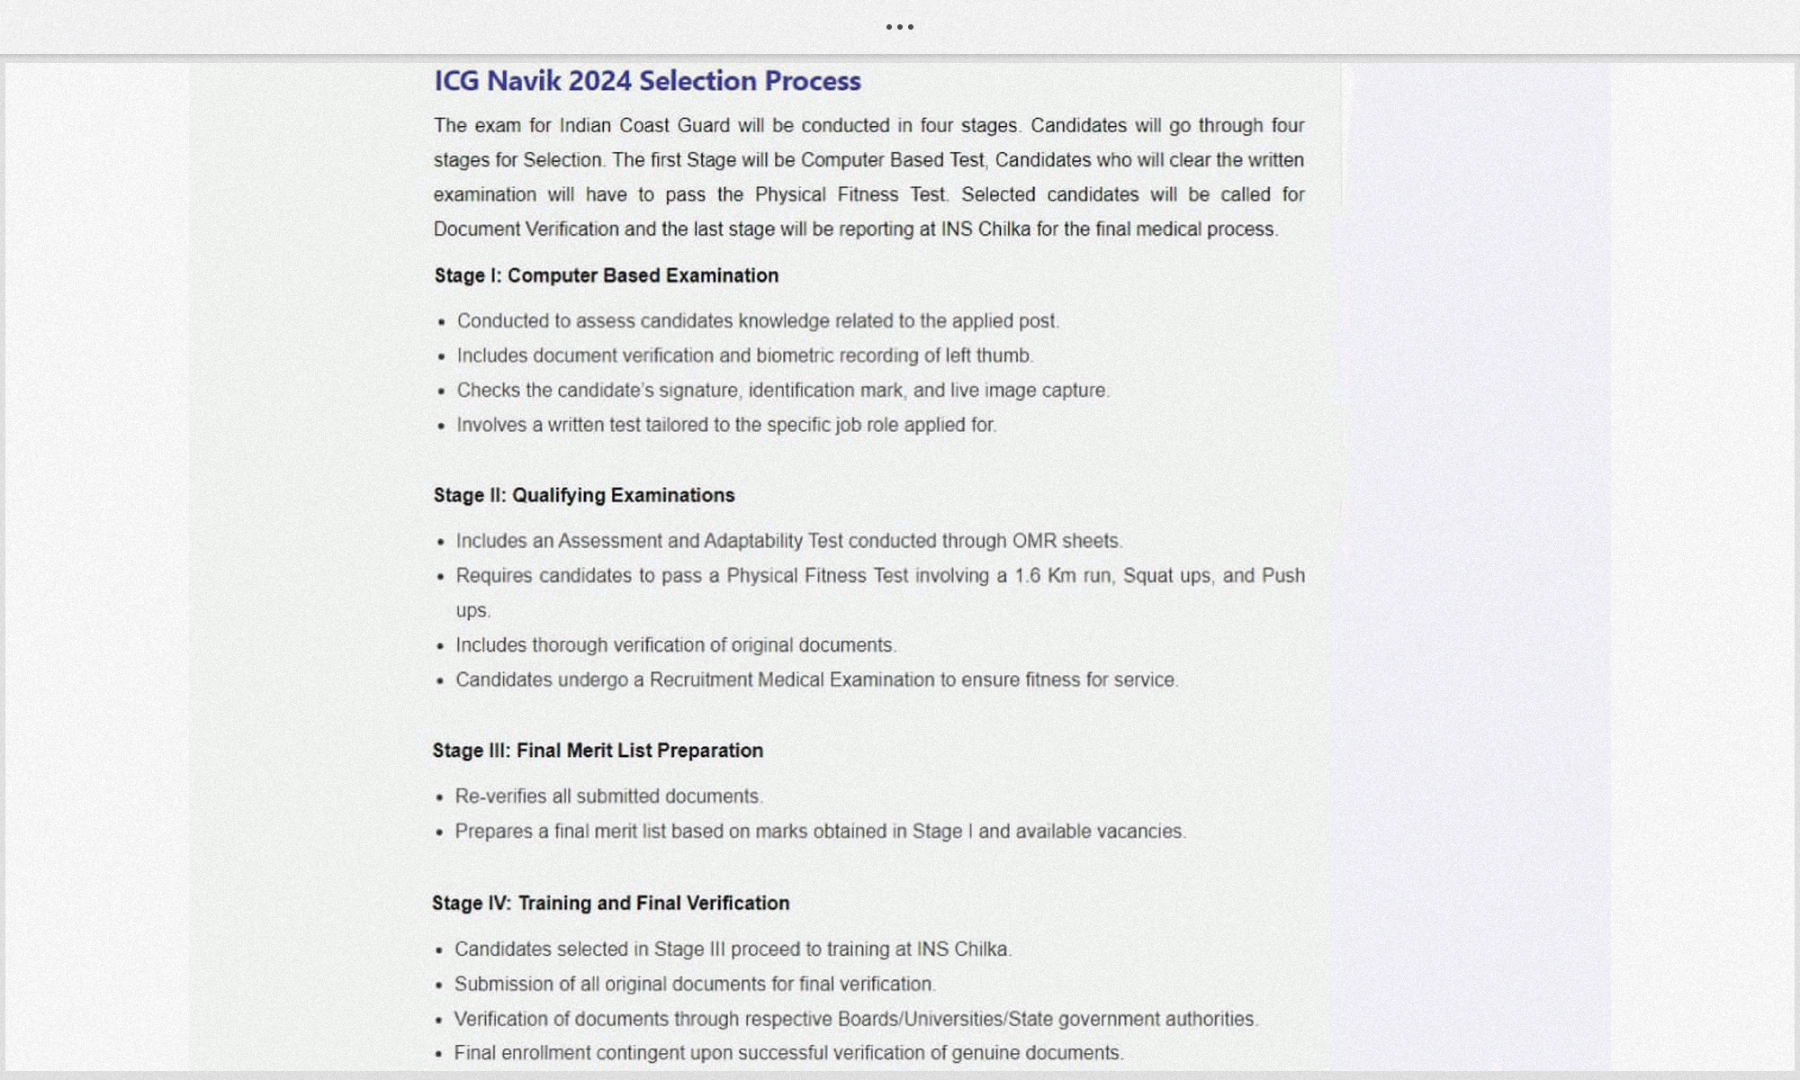 ICG Navik 2024 Selection Process
The exam for Indian Coast Guard will be conducted in four stages. Candidates will go through four
stages for Selection. The first Stage will be Computer Based Test, Candidates who will clear the written
examination will have to pass the Physical Fitness Test. Selected candidates will be called for
Document Verification and the last stage will be reporting at INS Chilka for the final medical process.
Stage I: Computer Based Examination
• Conducted to assess candidates knowledge related to the applied post.
• Includes document verification and biometric recording of left thumb.
• Checks the candidate's signature, identification mark, and live image capture.
• Involves a written test tailored to the specific job role applied for.
Stage II: Qualifying Examinations
• Includes an Assessment and Adaptability Test conducted through OMR sheets.
• Requires candidates to pass a Physical Fitness Test involving a 1.6 Km run, Squat ups, and Push
ups.
• Includes thorough verification of original documents.
• Candidates undergo a Recruitment Medical Examination to ensure fitness for service.
Stage III: Final Merit List Preparation
• Re-verifies all submitted documents.
• Prepares a final merit list based on marks obtained in Stage I and available vacancies.
Stage IV: Training and Final Verification
• Candidates selected in Stage III proceed to training at INS Chilka.
• Submission of all original documents for final verification.
• Verification of documents through respective Boards/Universities/State government authorities.
• Final enrollment contingent upon successful verification of genuine documents.